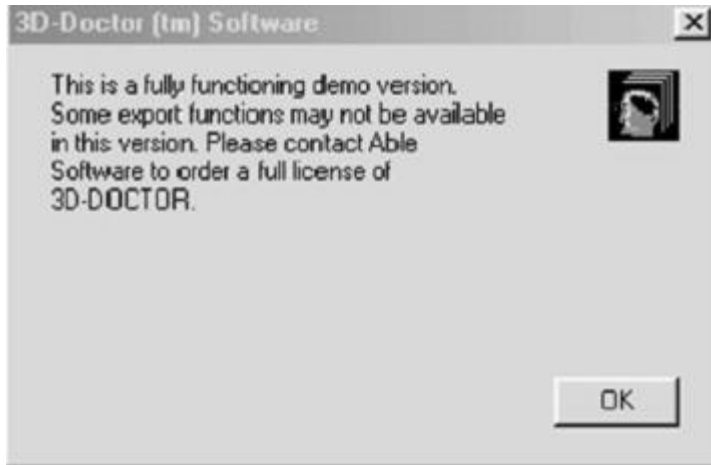 3D-Doctor (tm) Software
This is a fully functioning demo version.
Some export functions may not be available
in this version. Please contact Able
Software to order a full license of
3D-DOCTOR.
OK